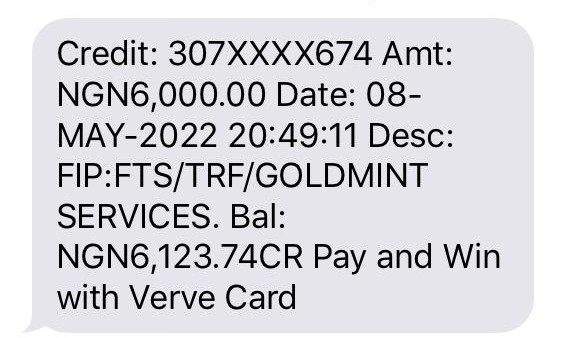 Credit: 307XXXX674 Amt:
NGN6,000.00 Date: 08-
MAY-2022 20:49:11 Desc:
FIP:FTS/TRF/GOLDMINT
SERVICES. Bal:
NGN6,123.74CR Pay and Win
with Verve Card